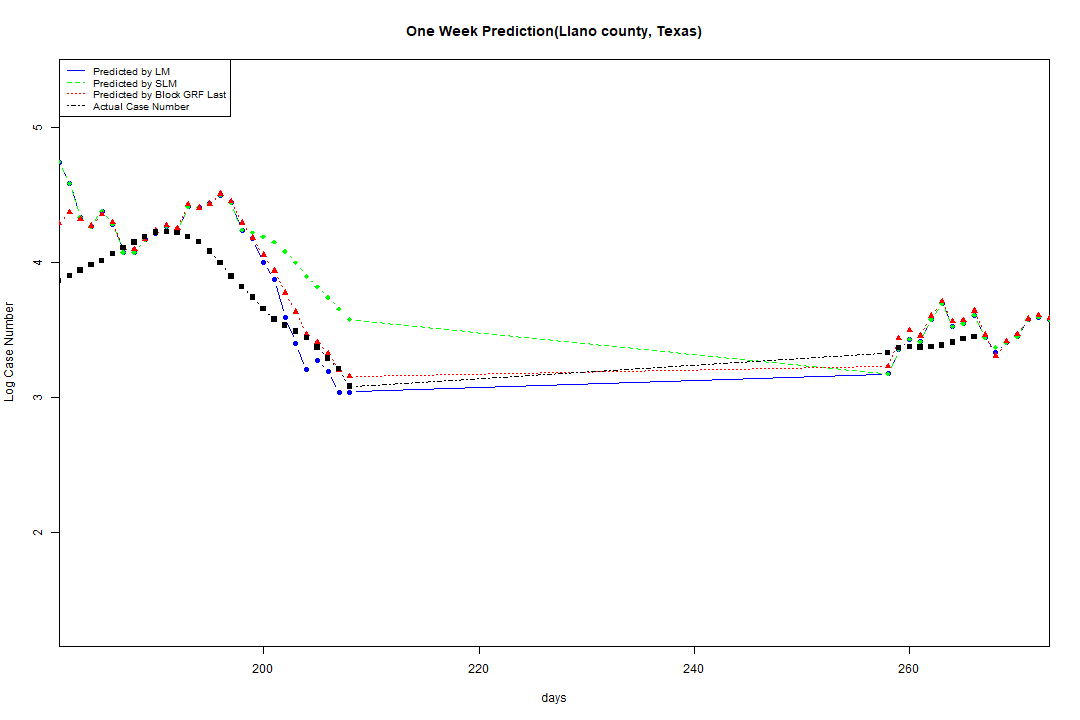 One Week Prediction(Llano county, Texas)
Predicted by LM
Predicted by SLM
Predicted by Block GRF Last
Actual Case Number
5
4
3
2
Log Case Number
200 220 240 260
days